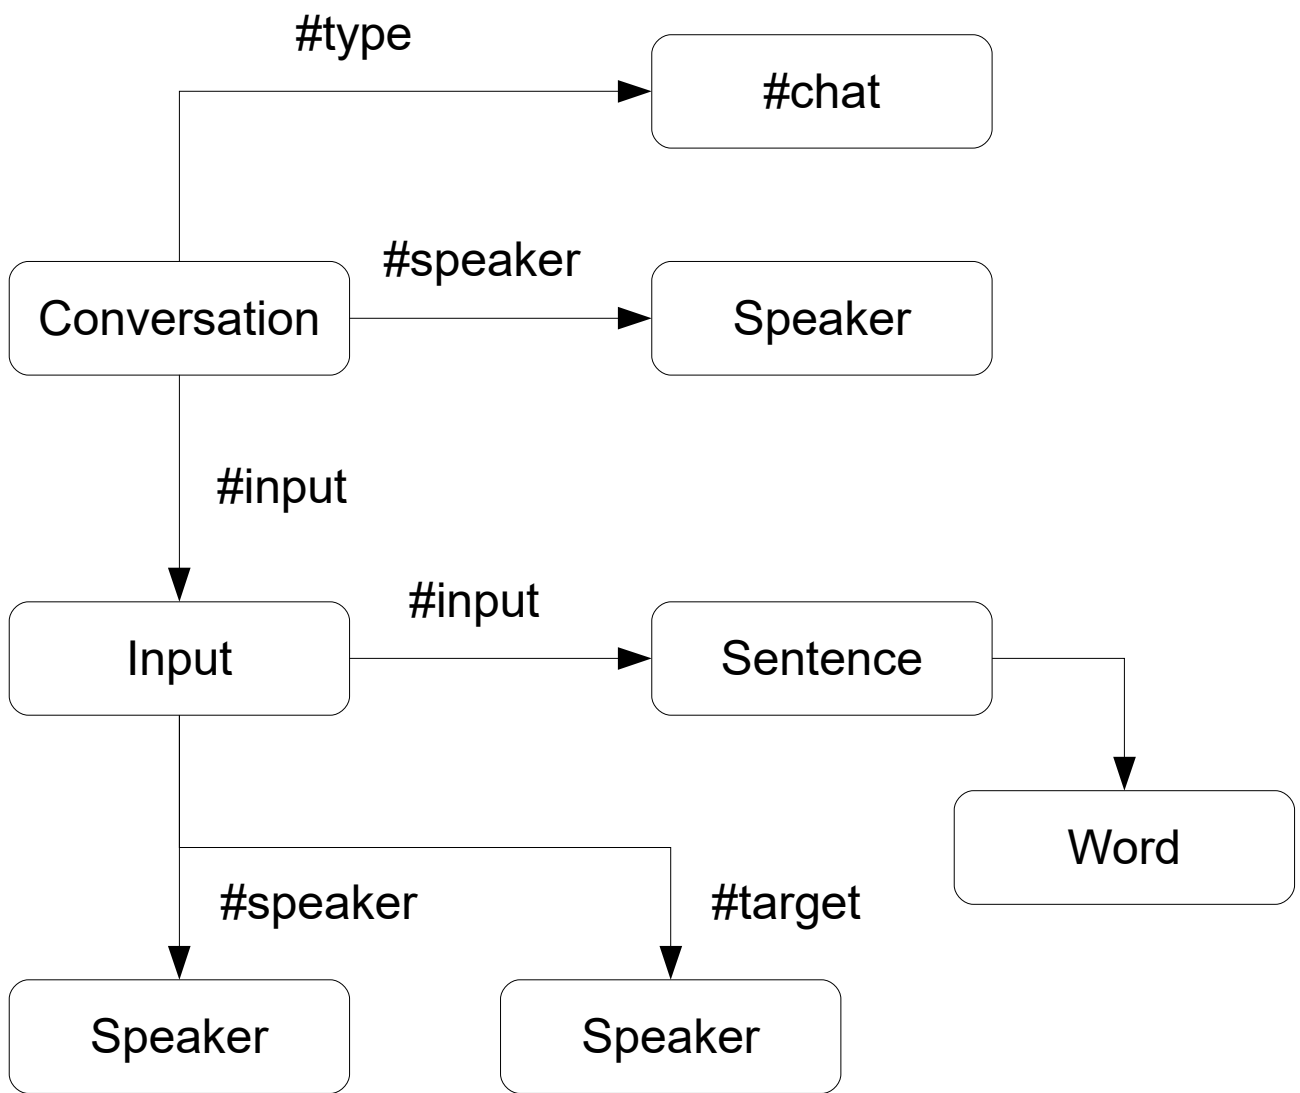 #type
#chat
#speaker
Conversation
Speaker
#input
#input
Input
Sentence
Word
#speaker
#target
Speaker
Speaker